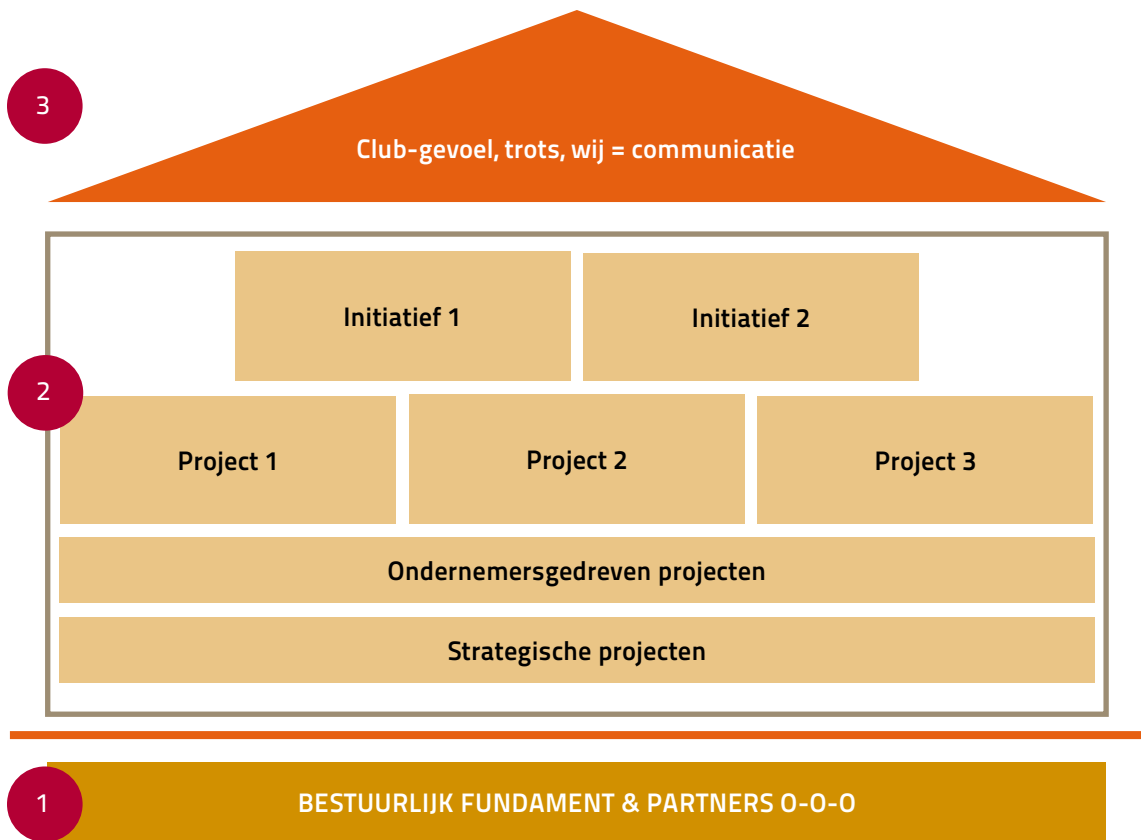 3
Club-gevoel, trots, wij = communicatie
Initiatief 1
Initiatief 2
2
Project 1
Project 2
Project 3
Ondernemersgedreven projecten
Strategische projecten
1
BESTUURLIJK FUNDAMENT & PARTNERS O-O-O